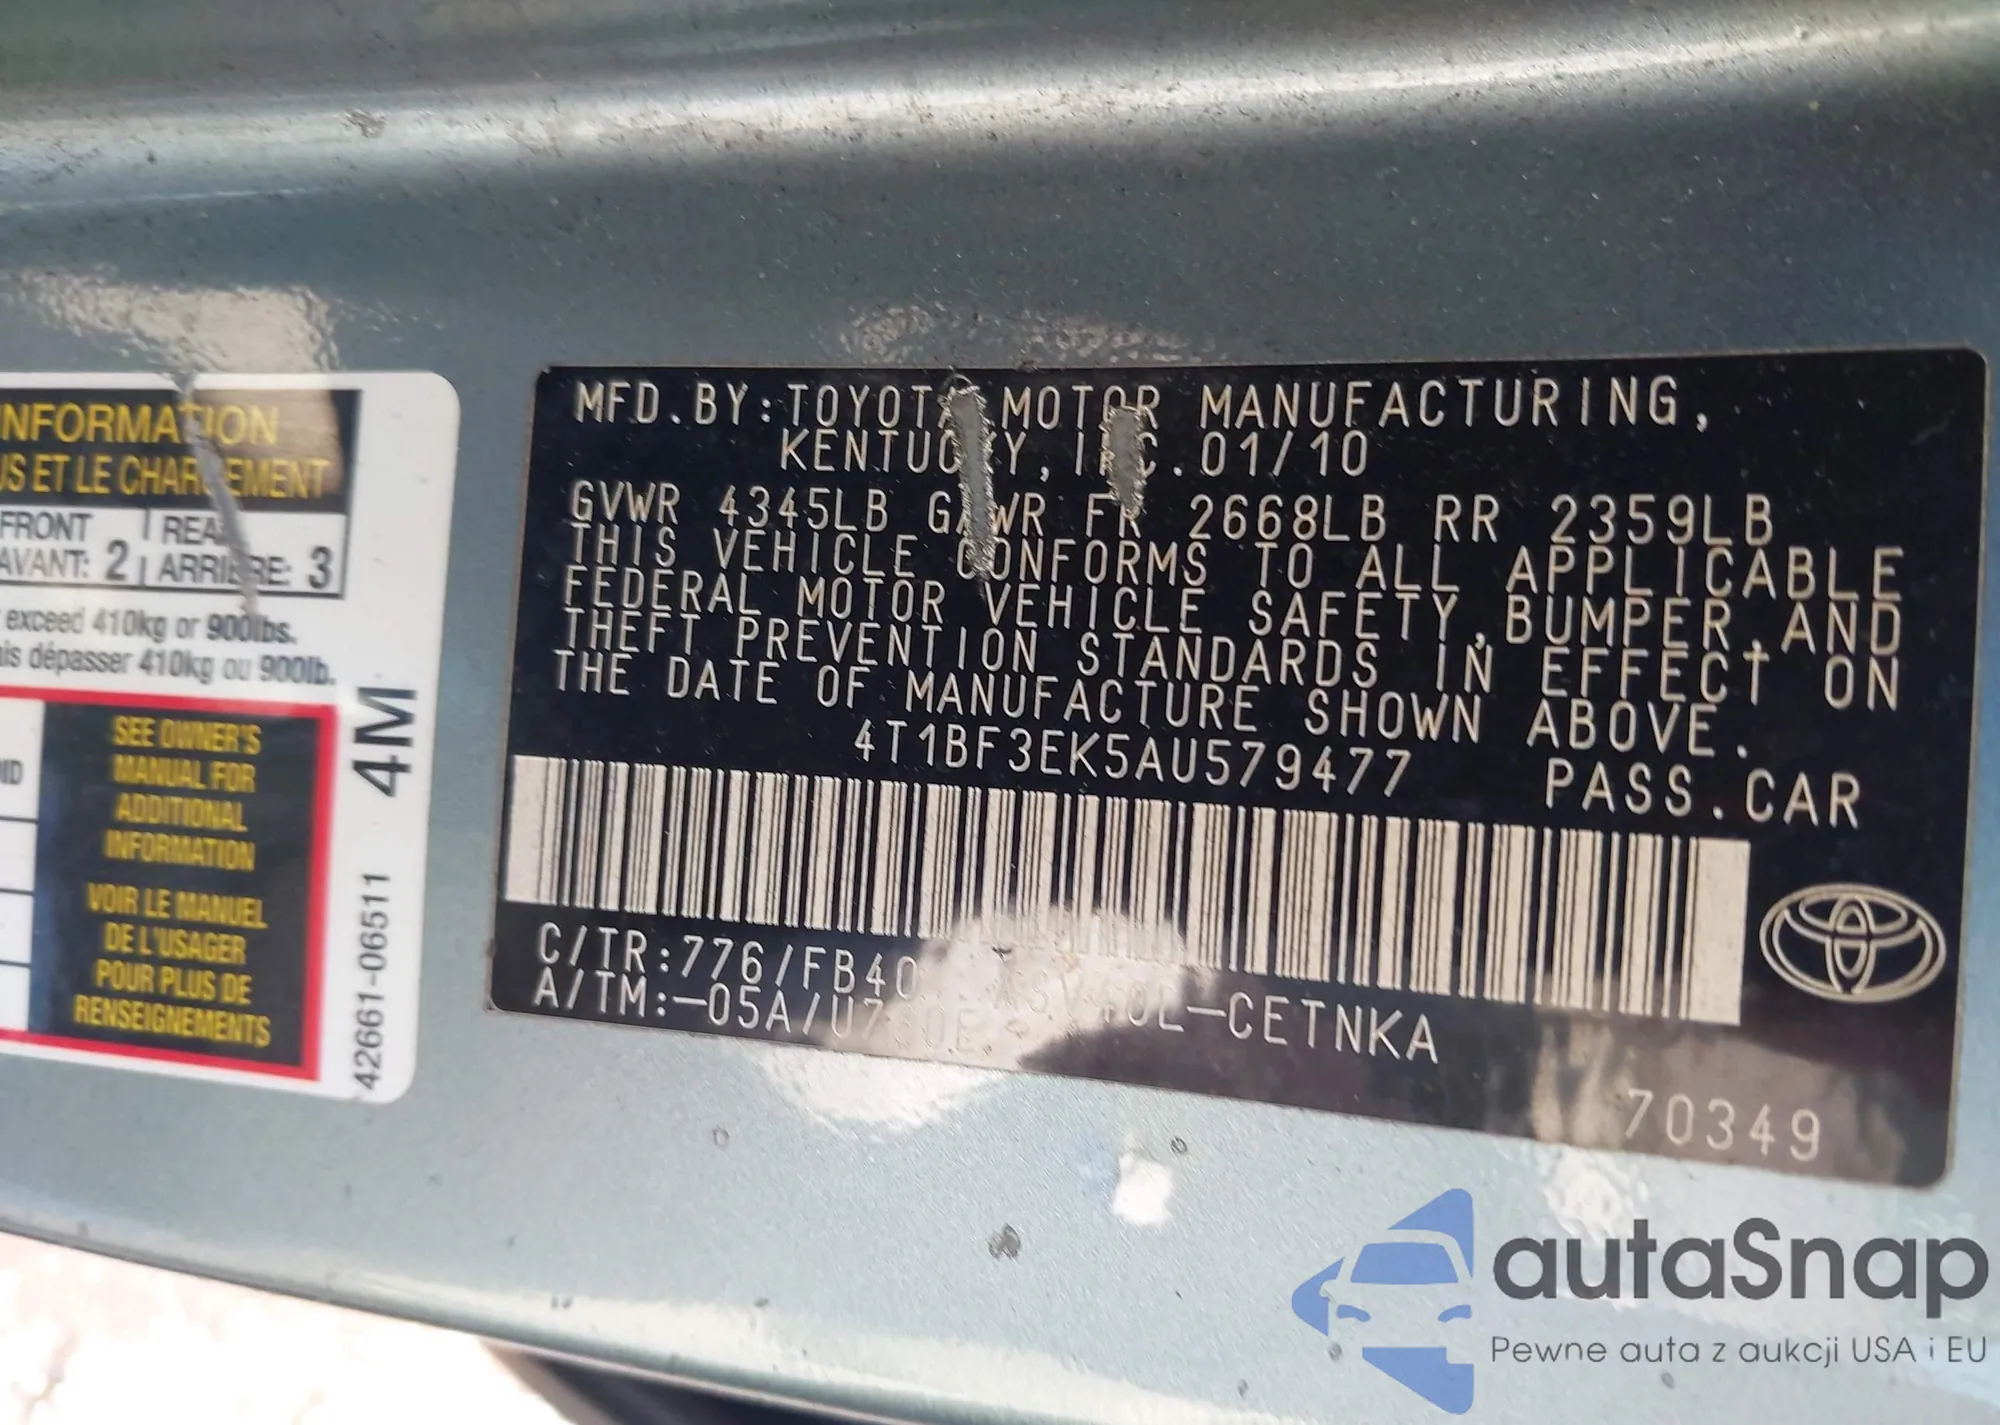 NFORMATION
US ET LE CHARGEMENT
FRONT REAR
AVANT: 2 ARRIÈRE: 3
exceed 410kg or 900lbs.
dépasser 410kg ou 900lb.
SEE OWNER'S
MANUAL FOR
ADDITIONAL
INFORMATION
VOIR LE MANUEL
DE L'USAGER
POUR PLUS DE
RENSEIGNEMENTS
4M
42661-06511
MFD.BY:TOYOTA MOTOR MANUFACTURING,
KENTUCKY, INC.01/10
GVWR 4345LB GAWR FR 2668LB RR 2359LB
THIS VEHICLE CONFORMS TO ALL APPLICABLE
FEDERAL MOTOR VEHICLE SAFETY,BUMPER,AND
THEFT PREVENTION STANDARDS IN EFFECT ON
THE DATE OF MANUFACTURE SHOWN ABOVE.
4T1BF3EK5AU579477 PASS.CAR
C/TR:776/FB40
A/TM:-05A/U760E -CETNKA
70349
autaSnap
Pewne auta z aukcji USA i EU